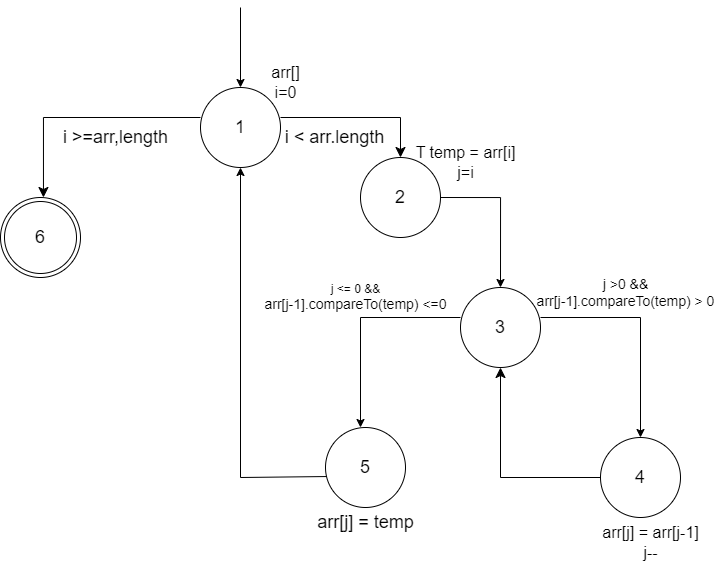 arr[]
i=0
1
i >=arr,length
i < arr.length
T temp = arr[i]
j=i
2
6
j <= 0 &&
arr[j-1].compareTo(temp) <=0
j >0 &&
arr[j-1].compareTo(temp) > 0
3
5
4
arr[j] = temp
arr[j] = arr[j-1]
j--